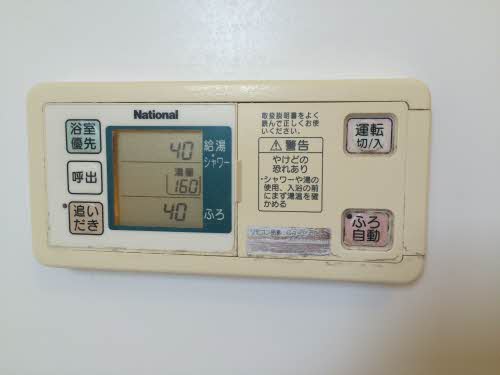 National
浴室
優先
呼出
追い
だき
40
給湯
シャワー
湯量
160
40
ふろ
取扱説明書をよく
読んで正しくお使
いください。
警告
やけどの
恐れあり
・シャワーや湯の
使用、入浴の前
にまず湯温を確
かめる
運転
切/入
ふろ
自動